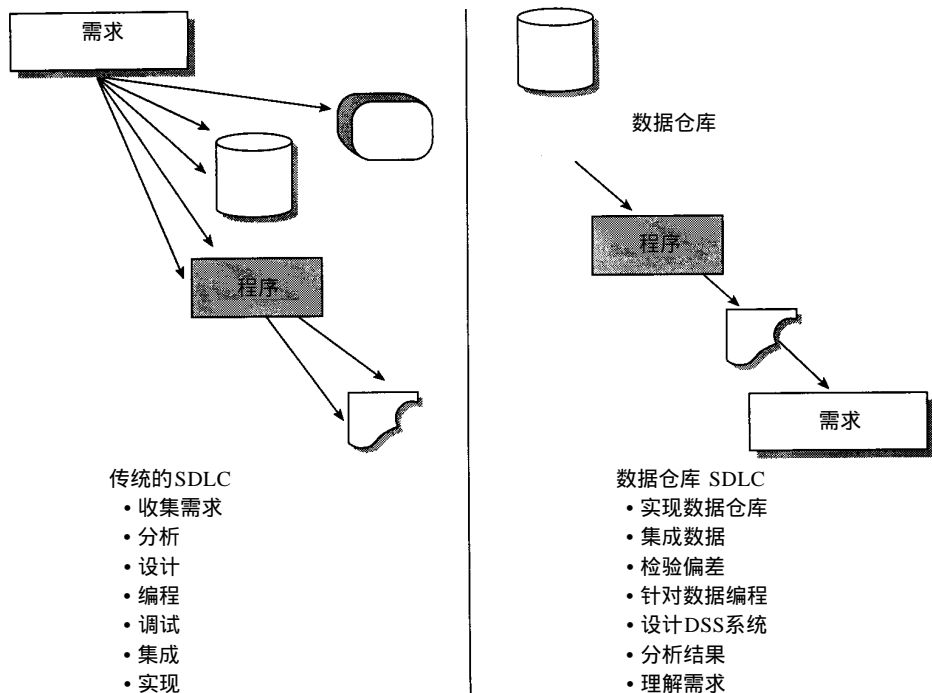 需求
程序
传统的SDLC
• 收集需求
• 分析
• 设计
• 编程
• 调试
• 集成
• 实现
数据仓库
程序
需求
数据仓库 SDLC
• 实现数据仓库
• 集成数据
• 检验偏差
• 针对数据编程
• 设计DSS系统
• 分析结果
• 理解需求